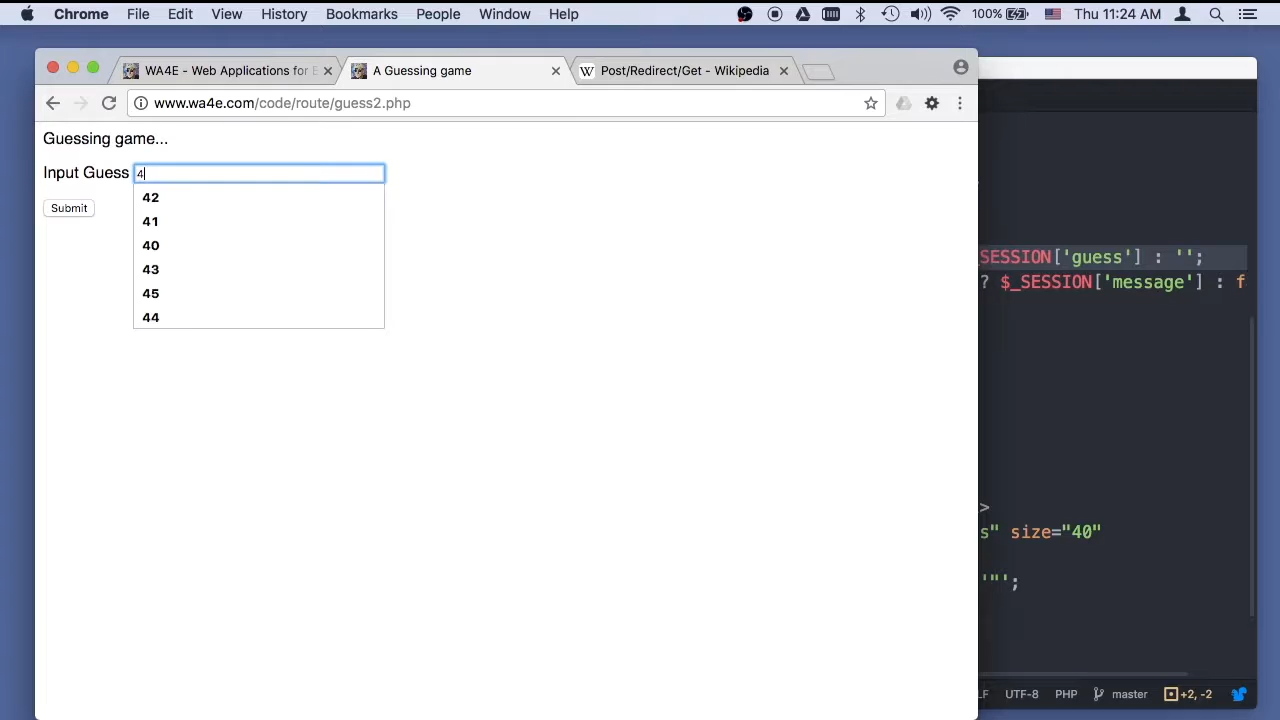 Chrome File Edit View History Bookmarks People Window Help 100% Thu 11:24 AM
WA4E - Web Applications for E
A Guessing game
Post/Redirect/Get - Wikipedia
www.wa4e.com/code/route/guess2.php
Guessing game...
Input Guess 4
42
Submit
41
40
43
45
44
SESSION['guess'] : '';
? $_SESSION['message'] : f
>
s" size="40"
'"';
LF UTF-8 PHP master +2, -2